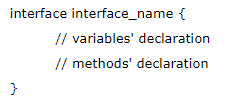 interface interface_name {
// variables' declaration
// methods' declaration
}